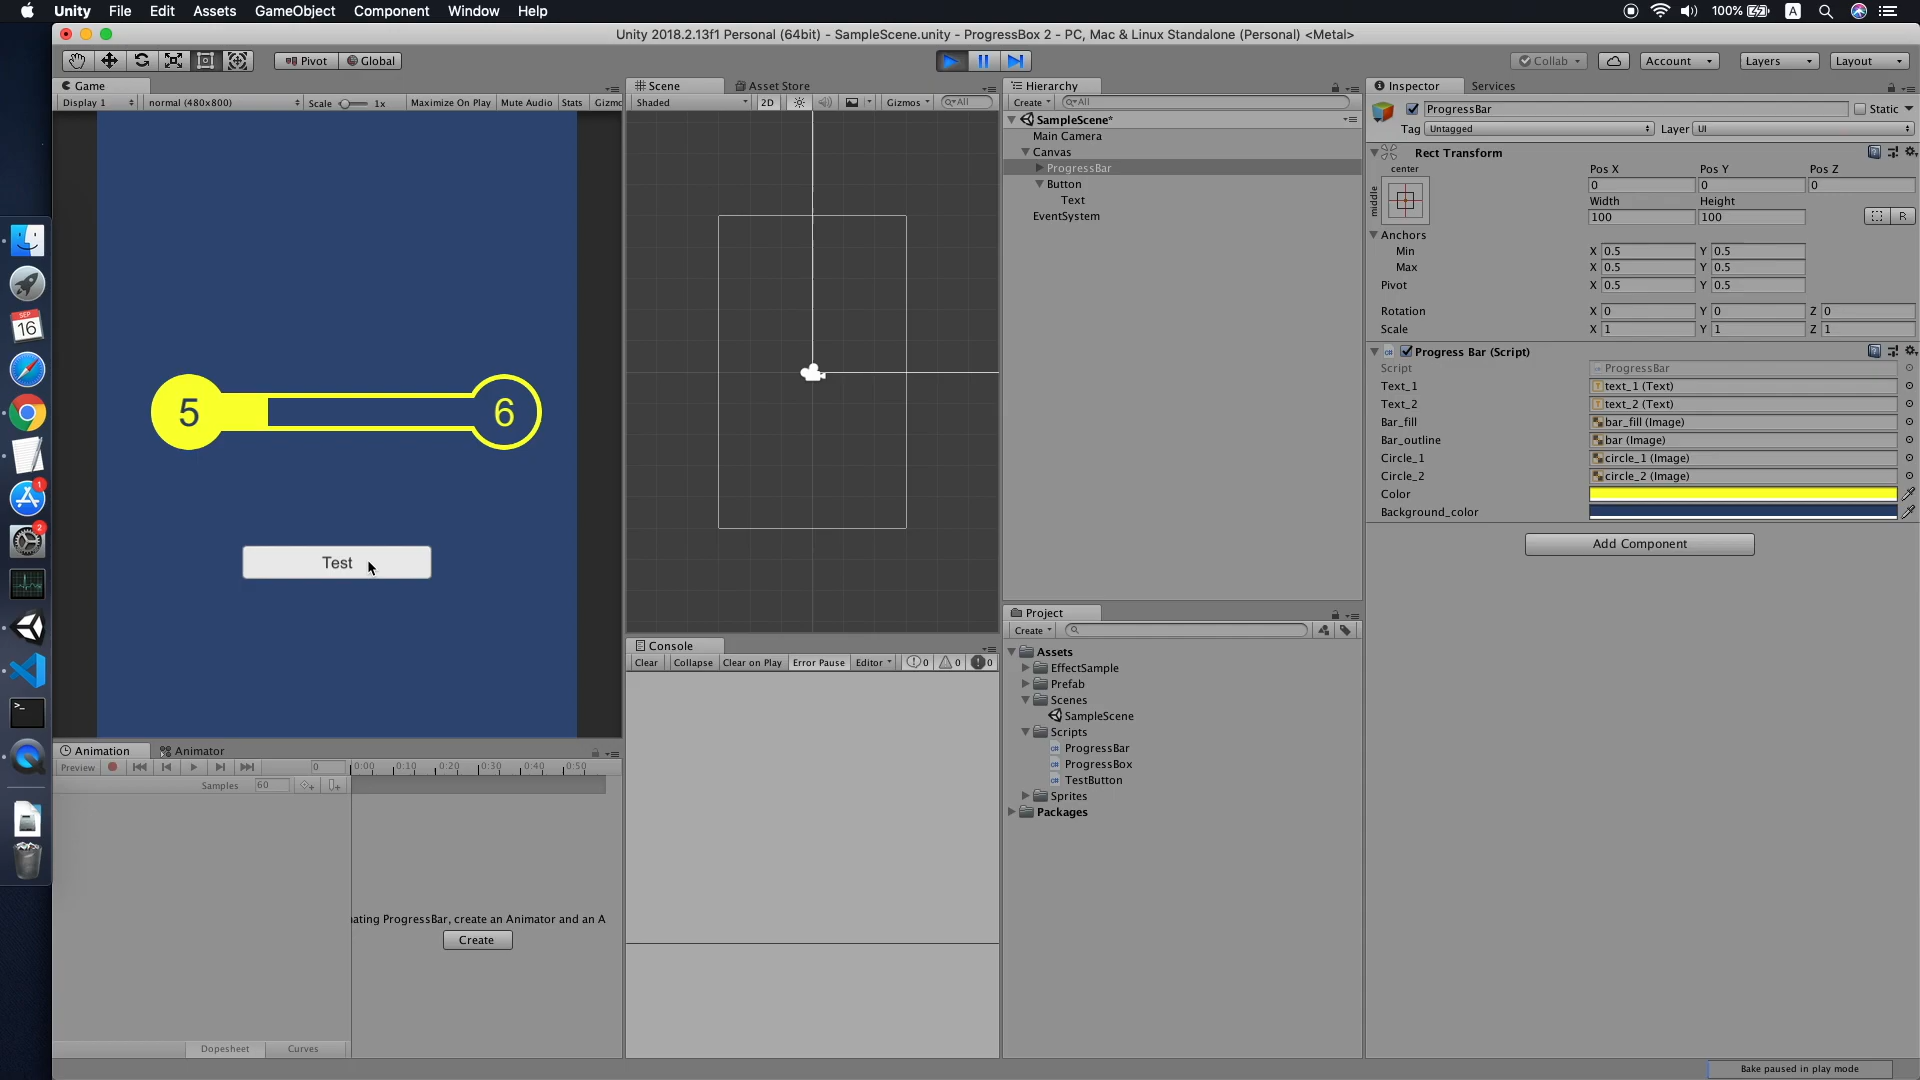 Unity File Edit Assets GameObject Component Window Help 100% A
Unity 2018.2.13f1 Personal (64bit) - SampleScene.unity - ProgressBox 2 - PC, Mac & Linux Standalone (Personal) <Metal>
Pivot Global Collab Account Layers Layout
Game
Display 1 normal (480x800) Scale 1x Maximize On Play Mute Audio Stats Gizmo
5
6
Test
Scene Asset Store
Shaded 2D Gizmos All
Console
Clear Collapse Clear on Play Error Pause Editor 0 0 0
Animation Animator
Preview 0 0:00 0:10 0:20 0:30 0:40 0:50
Samples 60
ating ProgressBar, create an Animator and an A
Create
Dopesheet Curves
Hierarchy
Create All
SampleScene*
Main Camera
Canvas
ProgressBar
Button
Text
EventSystem
Project
Create
Assets
EffectSample
Prefab
Scenes
SampleScene
Scripts
ProgressBar
ProgressBox
TestButton
Sprites
Packages
Inspector Services
ProgressBar Static
Tag Untagged Layer UI
Rect Transform
center
middle
Pos X Pos Y Pos Z
0 0 0
Width Height
100 100 R
Anchors
Min X 0.5 Y 0.5
Max X 0.5 Y 0.5
Pivot X 0.5 Y 0.5
Rotation X 0 Y 0 Z 0
Scale X 1 Y 1 Z 1
Progress Bar (Script)
Script ProgressBar
Text_1 text_1 (Text)
Text_2 text_2 (Text)
Bar_fill bar_fill (Image)
Bar_outline bar (Image)
Circle_1 circle_1 (Image)
Circle_2 circle_2 (Image)
Color
Background_color
Add Component
Bake paused in play mode
SEP
16
1
2
>_